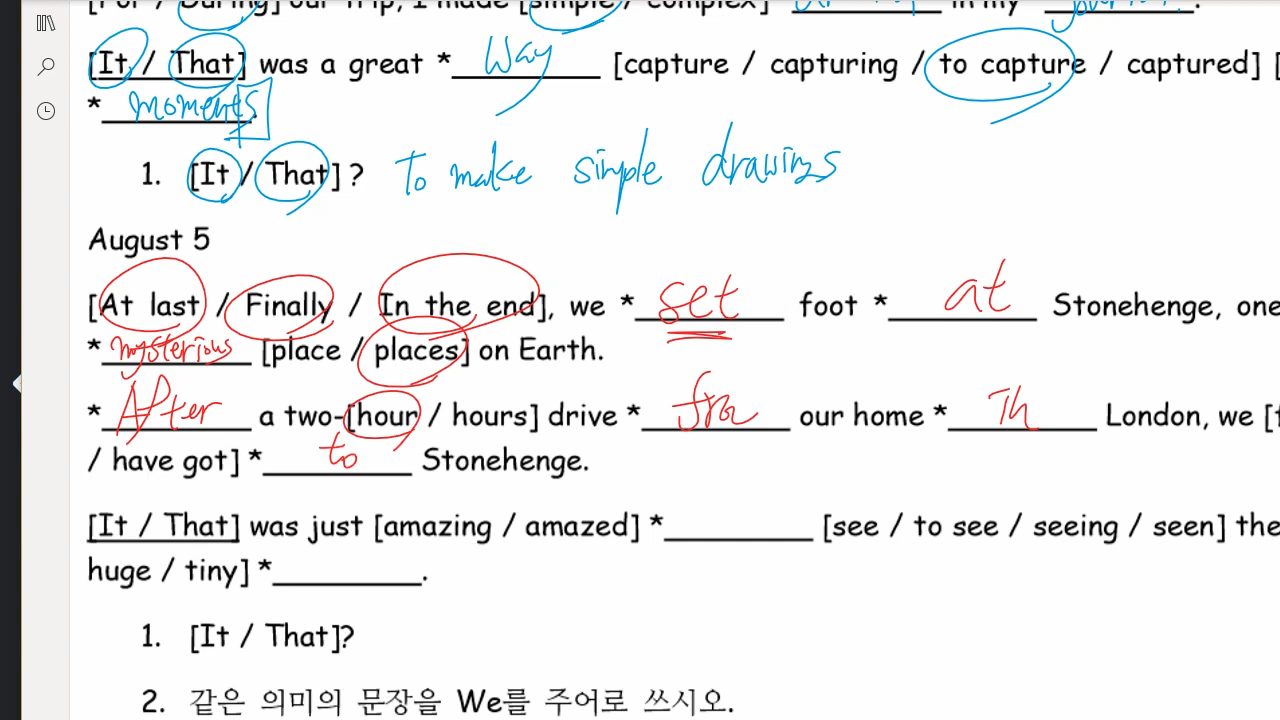 [For / During] our trip, I made [simple / complex] in my
[It / That] was a great * way [capture / capturing / to capture / captured] [
* moments.
1. [It / That] ? to make simple drawings
August 5
[At last / Finally / In the end], we * set foot * at Stonehenge, one
* mysterious [place / places] on Earth.
* After a two-[hour / hours] drive * our home * London, we [
/ have got] * to Stonehenge.
[It / That] was just [amazing / amazed] * [see / to see / seeing / seen] the
huge / tiny] * .
1. [It / That]?
2. 같은 의미의 문장을 We를 주어로 쓰시오.